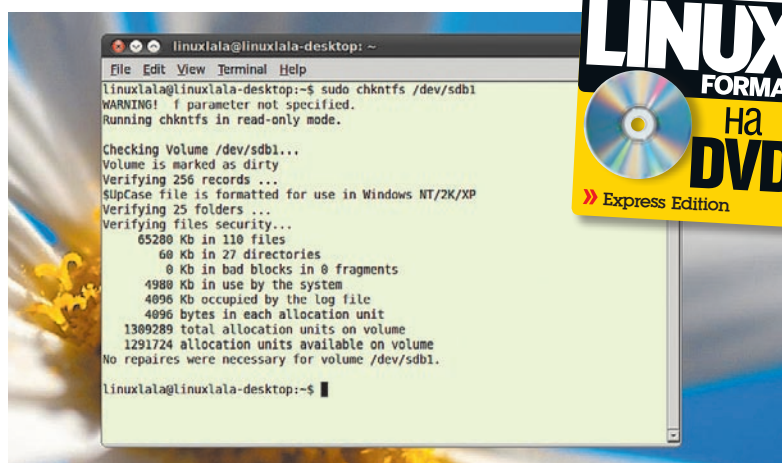 linuxlala@linuxlala-desktop: ~
File Edit View Terminal Help
linuxlala@linuxlala-desktop:~$ sudo chkntfs /dev/sdb1
WARNING!  f parameter not specified.
Running chkntfs in read-only mode.

Checking Volume /dev/sdb1...
Volume is marked as dirty
Verifying 256 records ...
$UpCase file is formatted for use in Windows NT/2K/XP
Verifying 25 folders ...
Verifying files security...
65280 Kb in 110 files
60 Kb in 27 directories
0 Kb in bad blocks in 0 fragments
4980 Kb in use by the system
4096 Kb occupied by the log file
4096 bytes in each allocation unit
1309289 total allocation units on volume
1291724 allocation units available on volume
No repaires were necessary for volume /dev/sdb1.

linuxlala@linuxlala-desktop:~$
LINUX
FORMA
на
DVD
» Express Edition